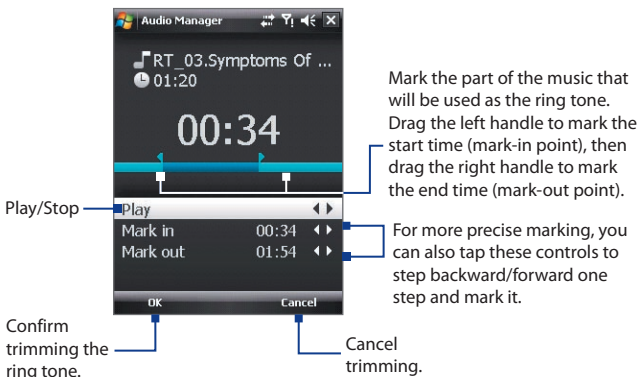 Audio Manager
RT_03.Symptoms Of ...
01:20
00:34
Mark the part of the music that
will be used as the ring tone.
Drag the left handle to mark the
start time (mark-in point), then
drag the right handle to mark
the end time (mark-out point).
Play/Stop
Play
Mark in 00:34
Mark out 01:54
For more precise marking, you
can also tap these controls to
step backward/forward one
step and mark it.
OK Cancel
Confirm
trimming the
ring tone.
Cancel
trimming.